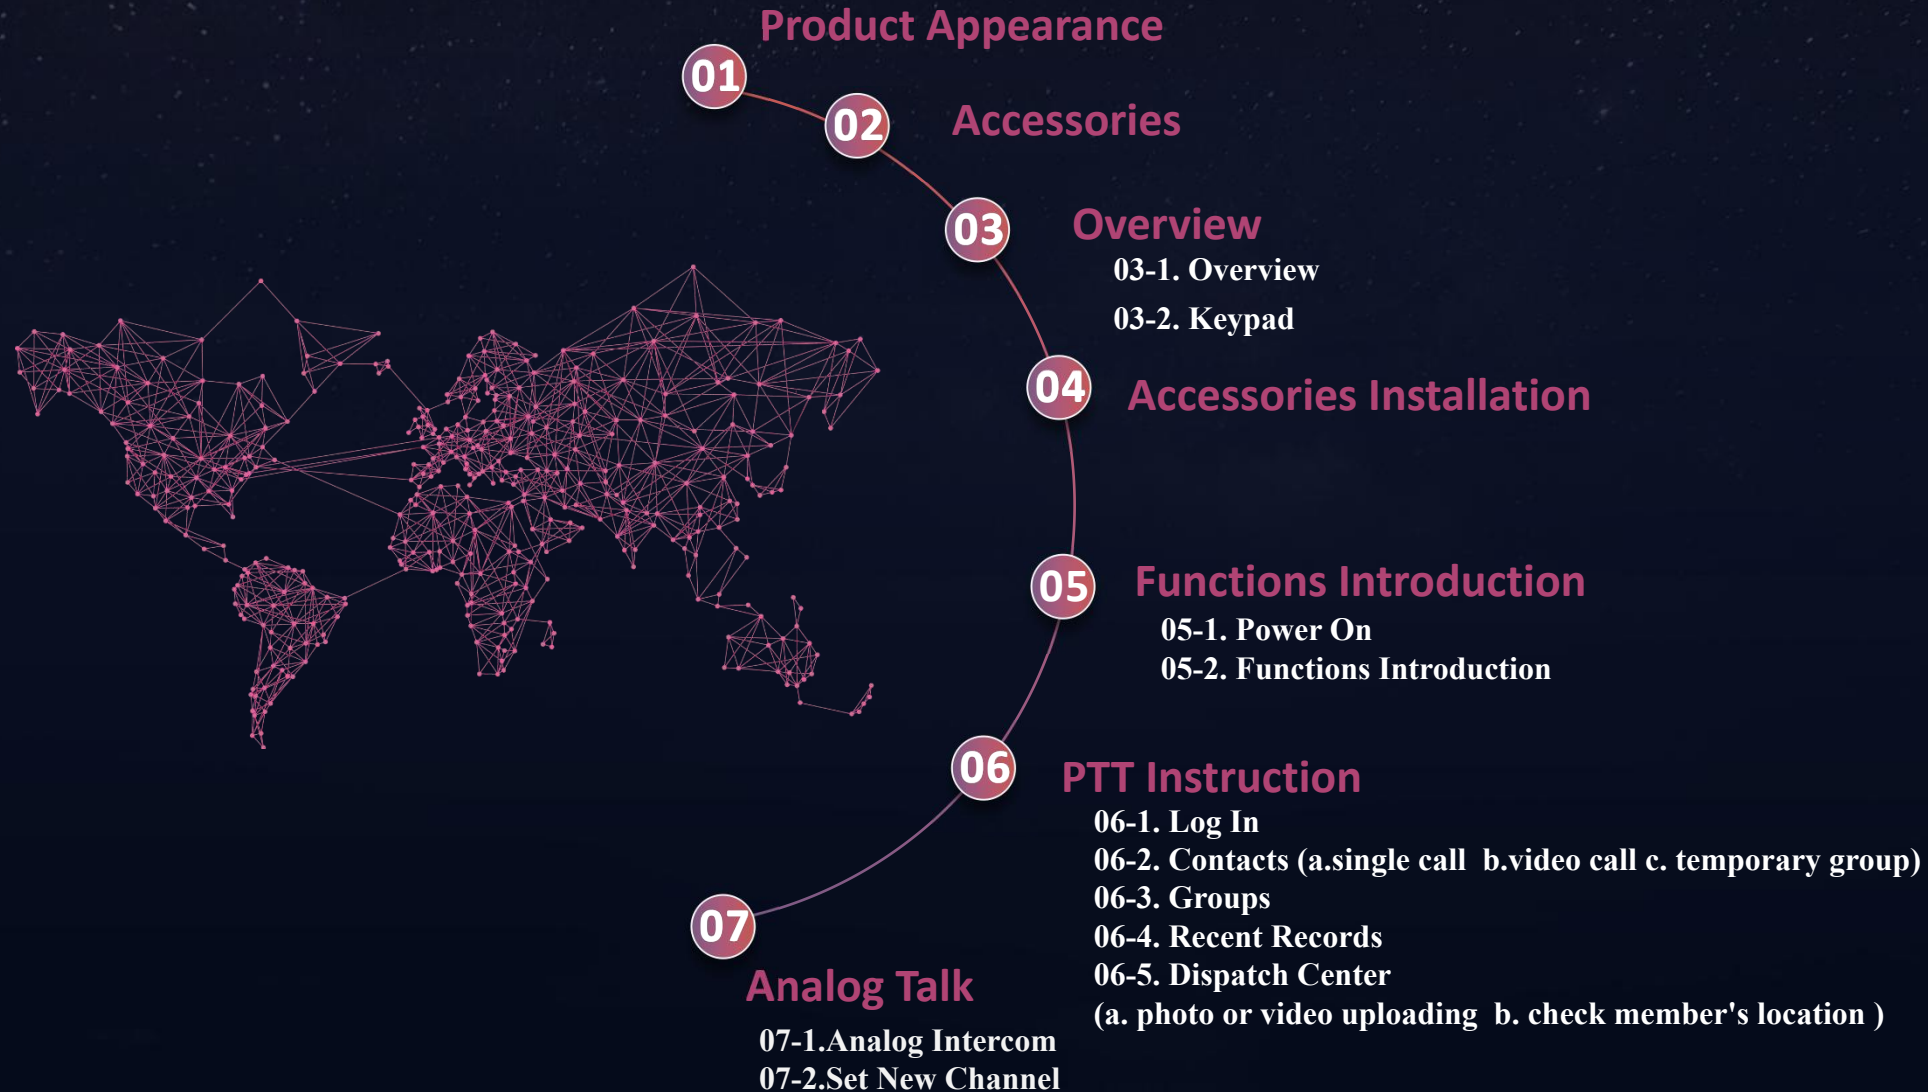 Product Appearance
01
02
Accessories
03
Overview
03-1. Overview
03-2. Keypad
04
Accessories Installation
05
Functions Introduction
05-1. Power On
05-2. Functions Introduction
06
PTT Instruction
06-1. Log In
06-2. Contacts (a.single call  b.video call c. temporary group)
06-3. Groups
06-4. Recent Records
06-5. Dispatch Center
(a. photo or video uploading  b. check member's location )
07
Analog Talk
07-1.Analog Intercom
07-2.Set New Channel